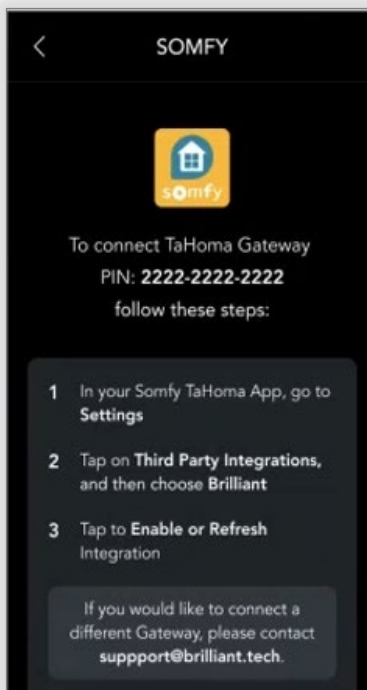 SOMFY
somfy
To connect TaHoma Gateway
PIN: 2222-2222-2222
follow these steps:
1 In your Somfy TaHoma App, go to
Settings
2 Tap on Third Party Integrations,
and then choose Brilliant
3 Tap to Enable or Refresh
Integration
If you would like to connect a
different Gateway, please contact
suppport@brilliant.tech.